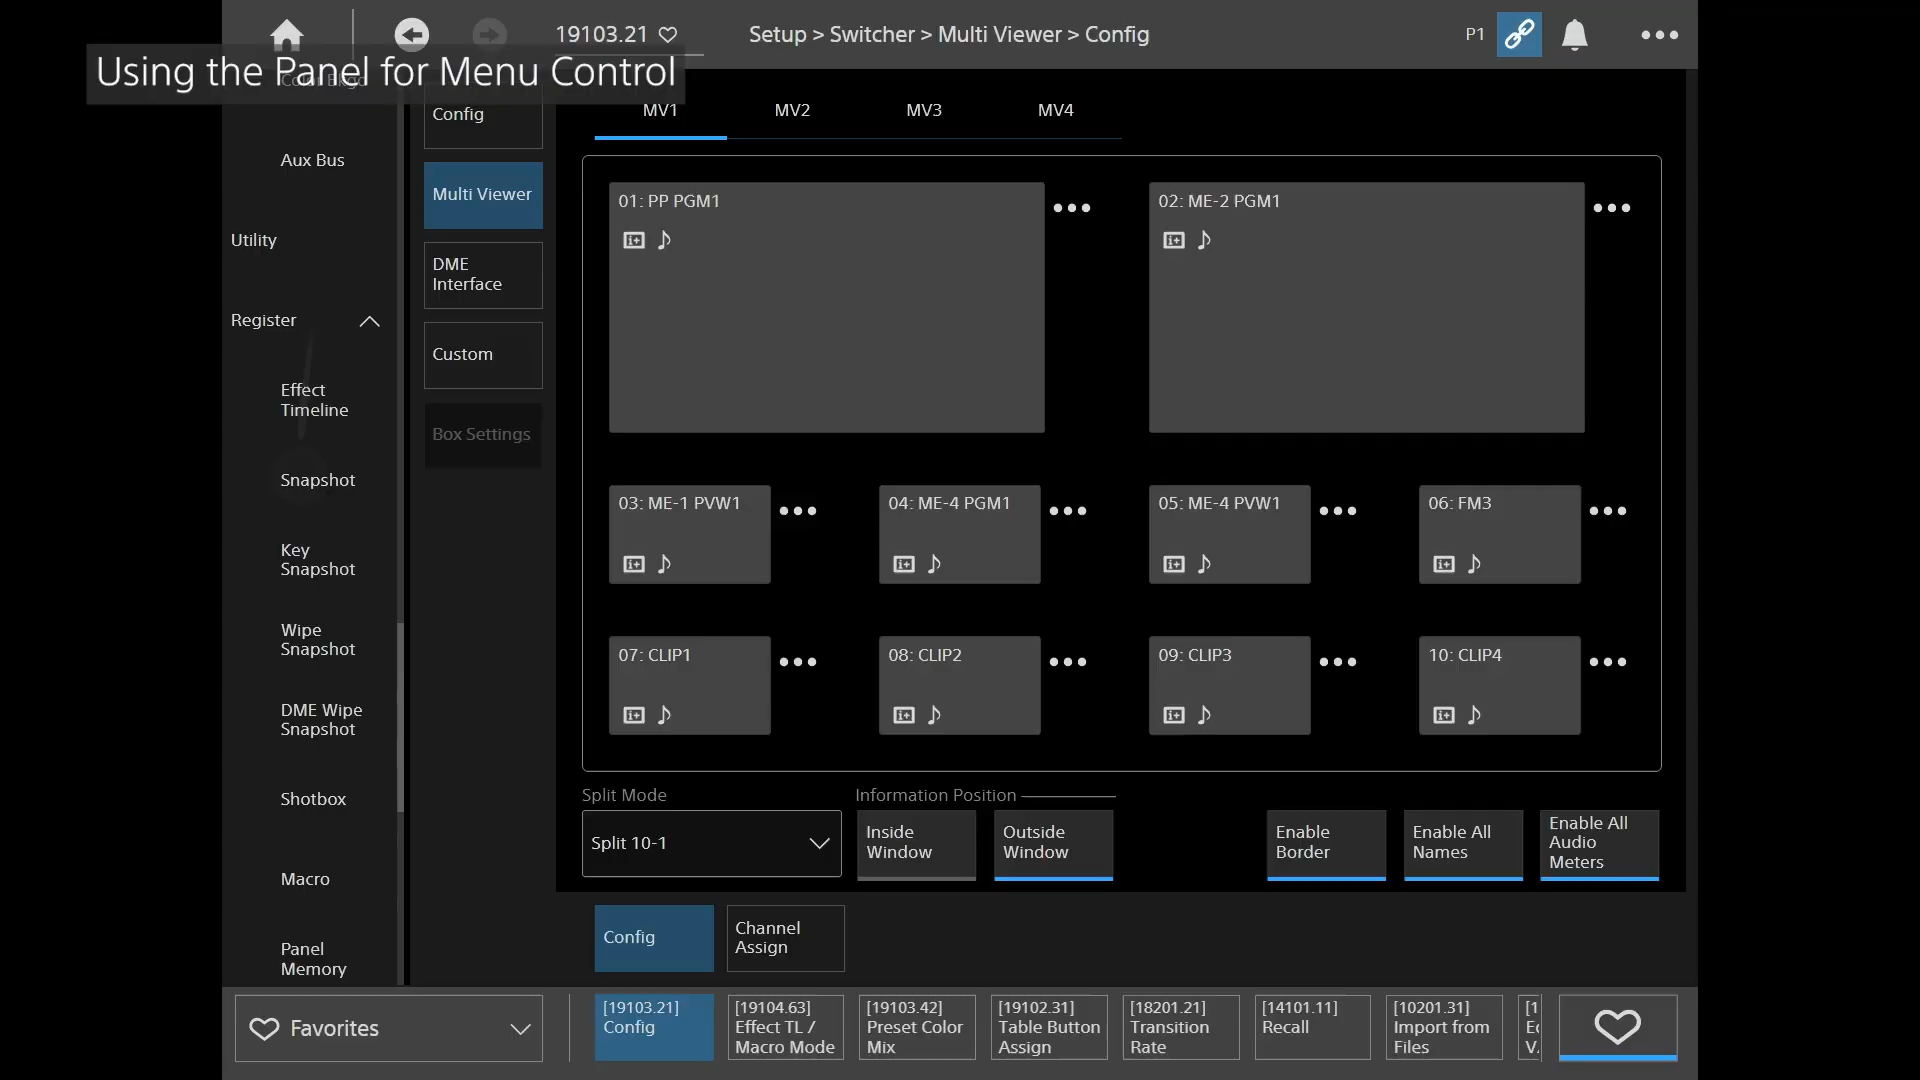 19103.21
Setup > Switcher > Multi Viewer > Config
P1
Using the Panel for Menu Control
Aux Bus
Utility
Register
Effect
Timeline
Snapshot
Key
Snapshot
Wipe
Snapshot
DME Wipe
Snapshot
Shotbox
Macro
Panel
Memory
Config
Multi Viewer
DME
Interface
Custom
Box Settings
MV1
MV2
MV3
MV4
01: PP PGM1
02: ME-2 PGM1
03: ME-1 PVW1
04: ME-4 PGM1
05: ME-4 PVW1
06: FM3
07: CLIP1
08: CLIP2
09: CLIP3
10: CLIP4
Split Mode
Split 10-1
Information Position
Inside
Window
Outside
Window
Enable
Border
Enable All
Names
Enable All
Audio
Meters
Config
Channel
Assign
Favorites
[19103.21]
Config
[19104.63]
Effect TL /
Macro Mode
[19103.42]
Preset Color
Mix
[19102.31]
Table Button
Assign
[18201.21]
Transition
Rate
[14101.11]
Recall
[10201.31]
Import from
Files